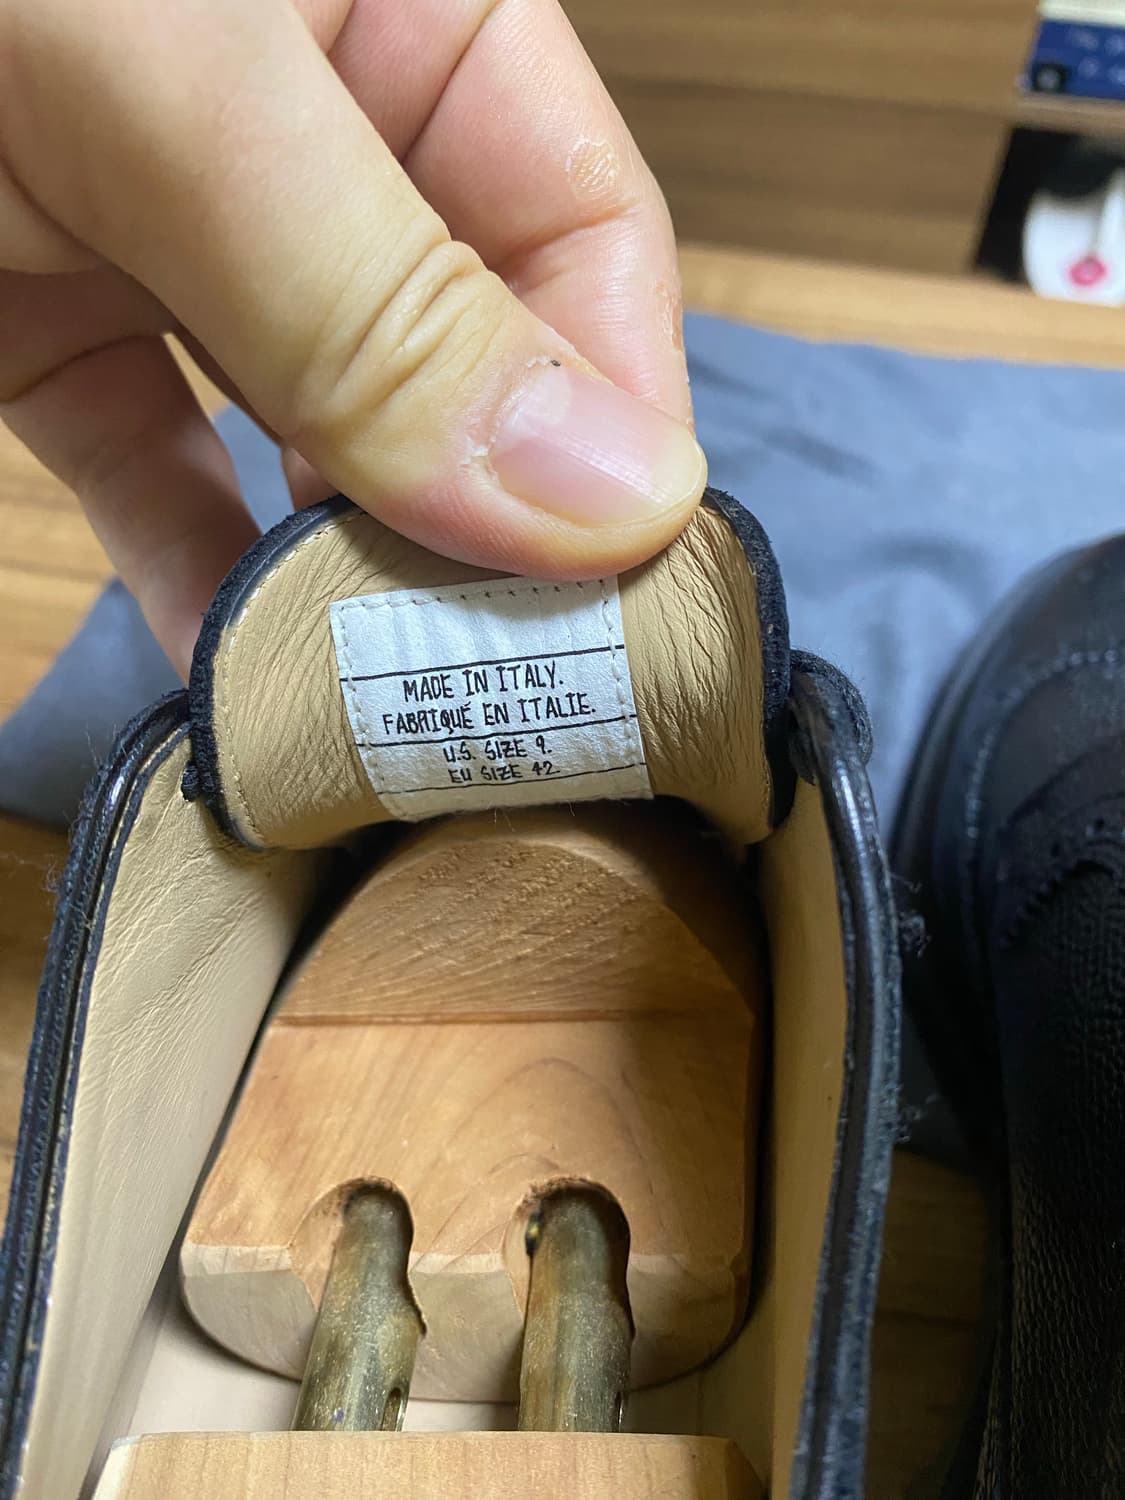 MADE IN ITALY.
FABRIQUÉ EN ITALIE.
U.S. SIZE 9.
EU SIZE 42.